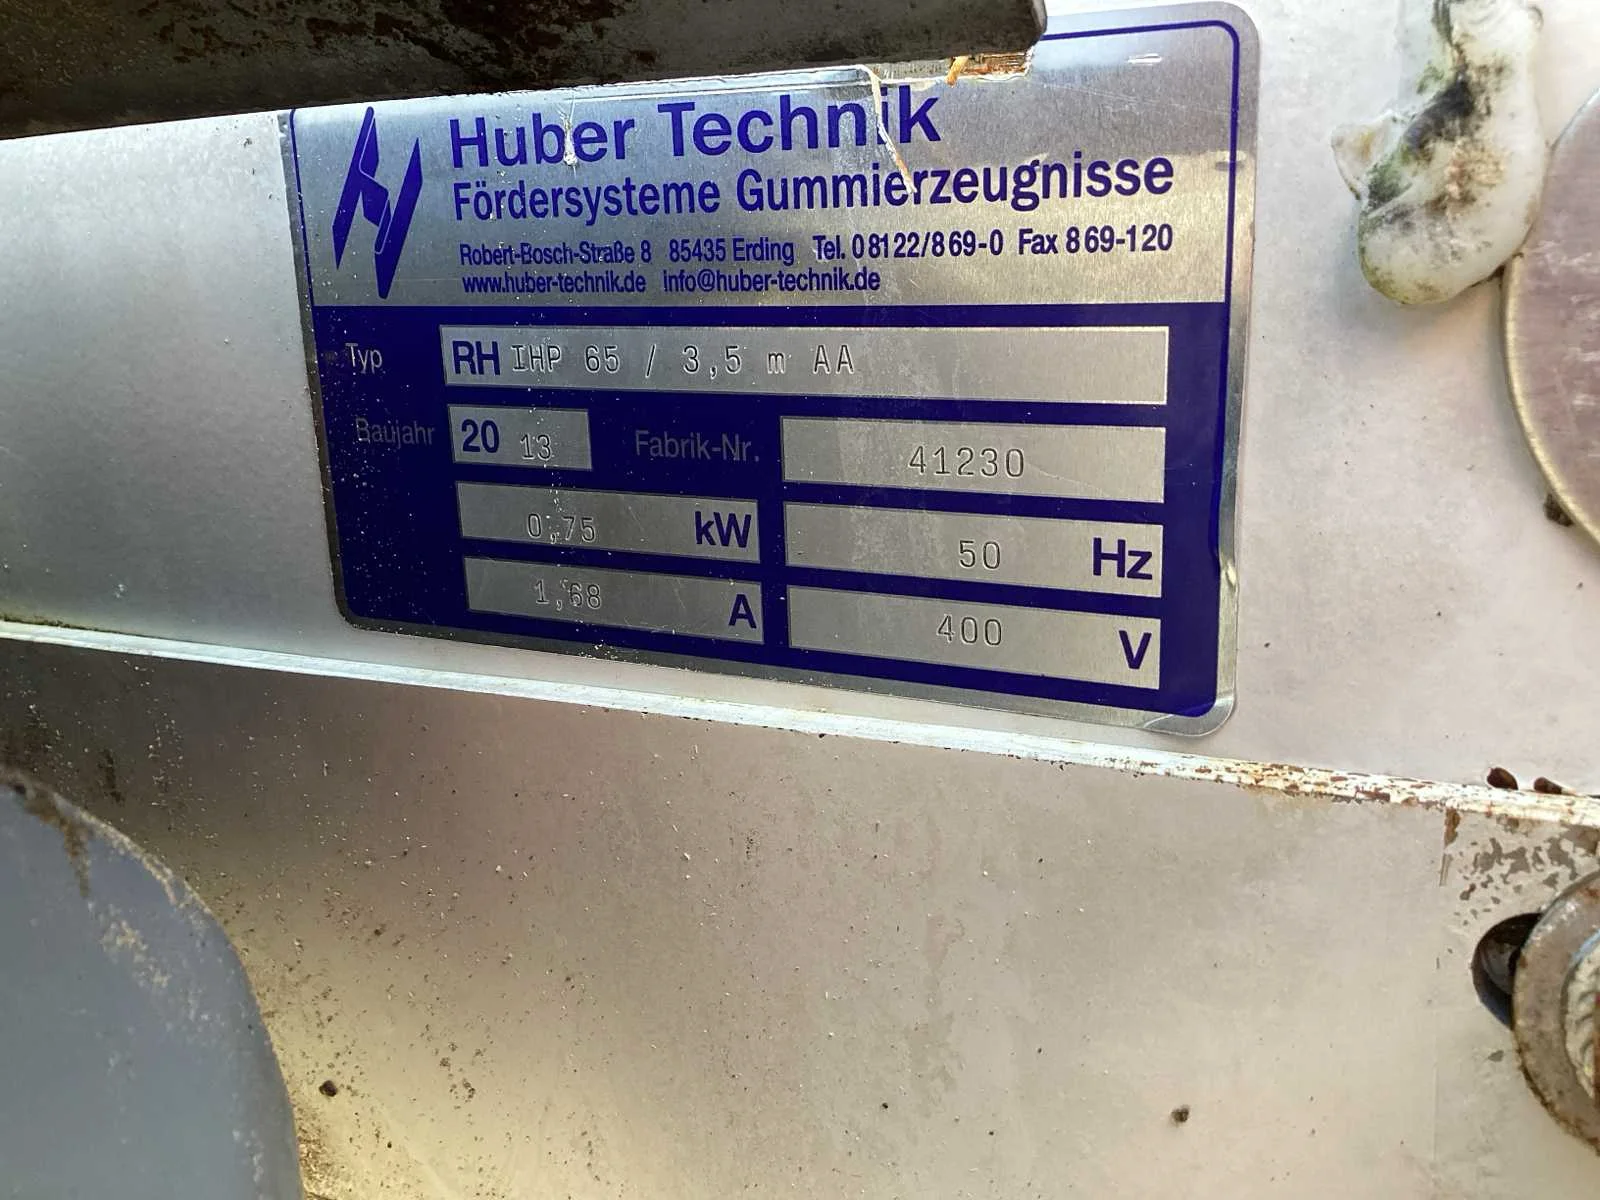 Huber Technik
Fördersysteme Gummierzeugnisse
Robert-Bosch-Straße 8 85435 Erding Tel. 08122/869-0 Fax 869-120
www.huber-technik.de info@huber-technik.de
Typ RH IHP 65 / 3,5 m AA
Baujahr 20 13 Fabrik-Nr. 41230
0,75 kW 50 Hz
1,68 A 400 V